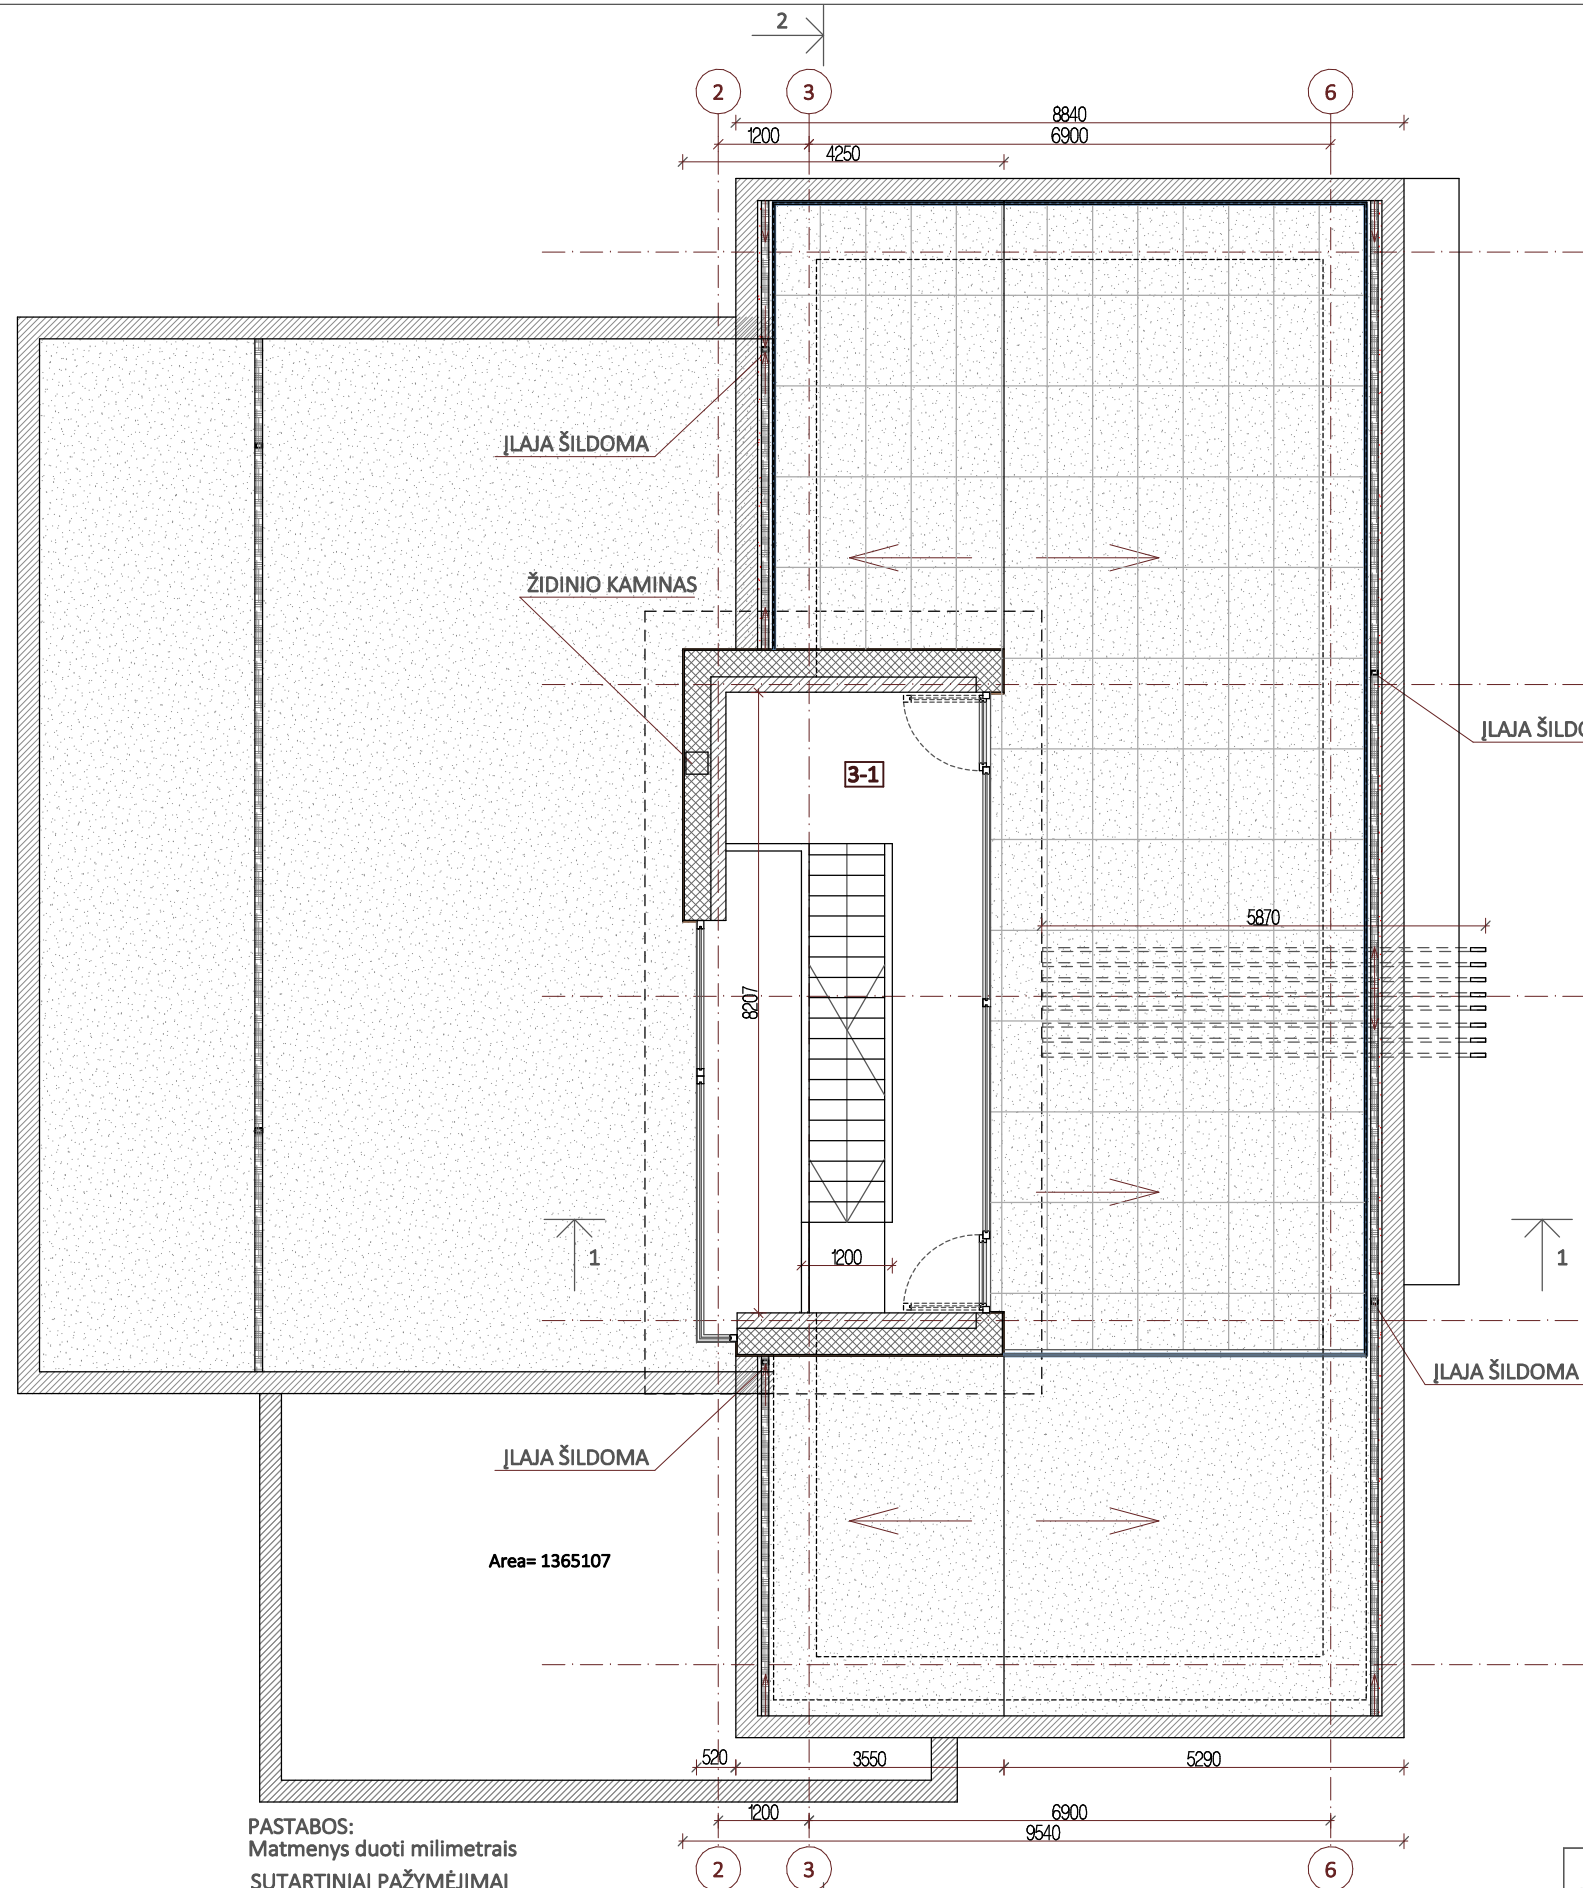 2
2
3
6
8840
1200
6900
4250
ĮLAJA ŠILDOMA
ŽIDINIO KAMINAS
ĮLAJA ŠILDO
3-1
5870
8207
1
1200
1
ĮLAJA ŠILDOMA
ĮLAJA ŠILDOMA
Area= 1365107
520
3550
5290
1200
6900
9540
PASTABOS:
Matmenys duoti milimetrais
SUTARTINIAI PAŽYMĖJIMAI
2
3
6